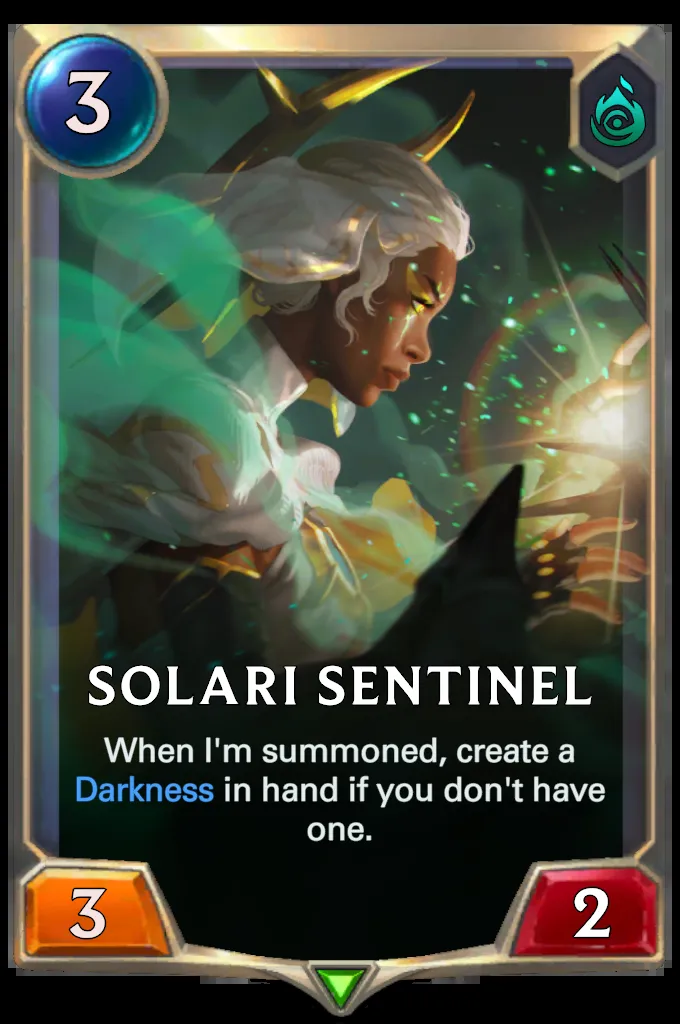 3
SOLARI SENTINEL
When I'm summoned, create a
Darkness in hand if you don't have
one.
3
2